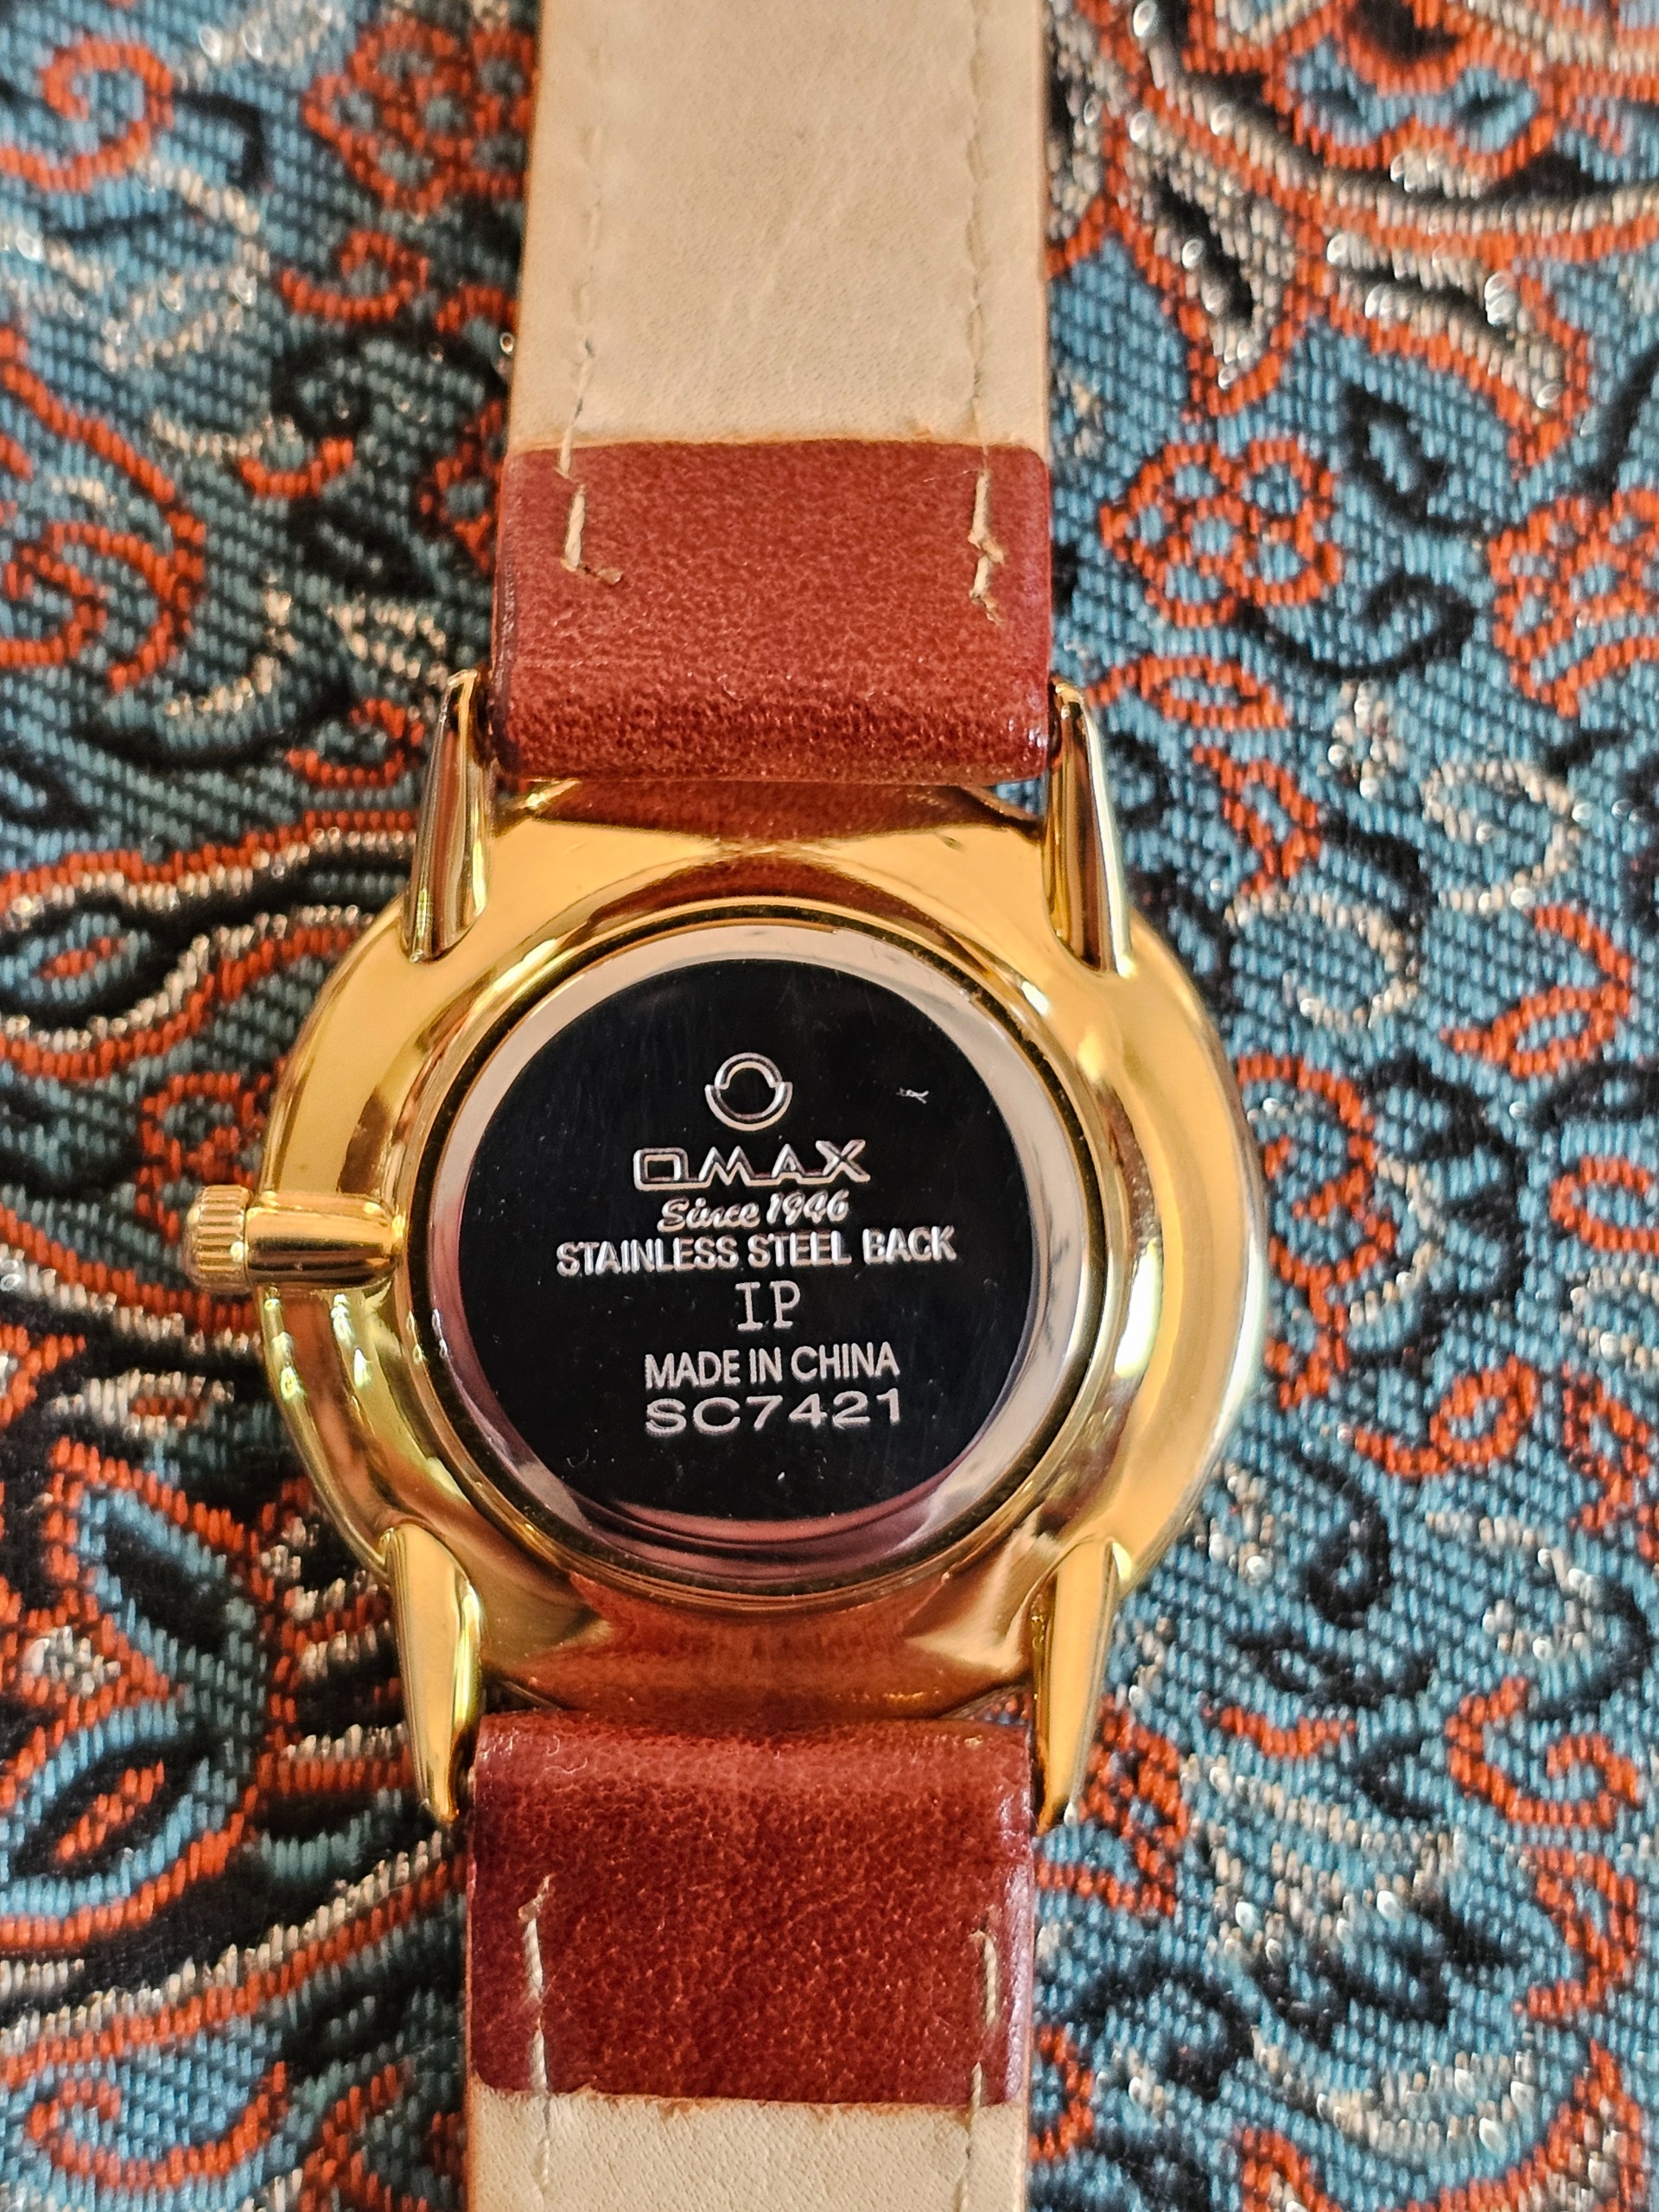 OMAX
Since 1946
STAINLESS STEEL BACK
IP
MADE IN CHINA
SC7421